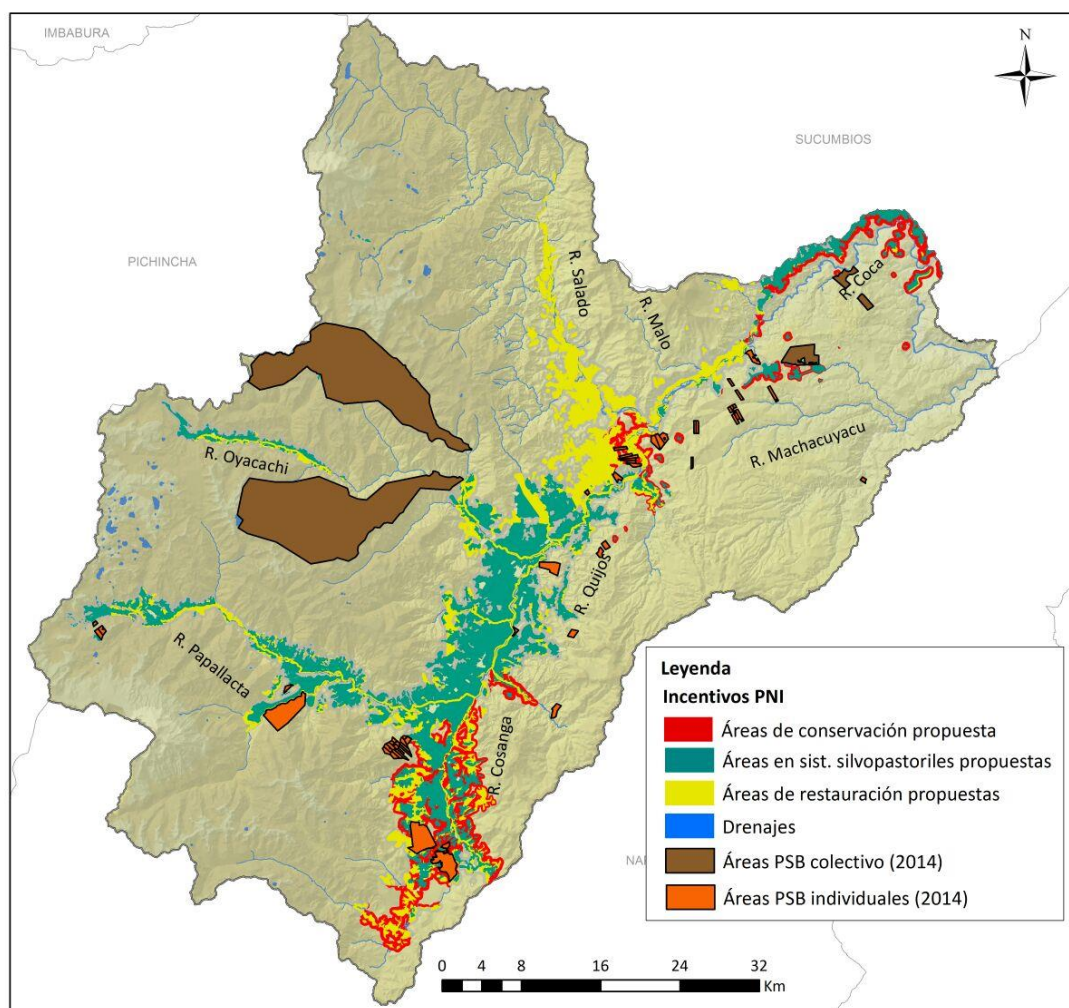 IMBABURA
N
SUCUMBIOS
PICHINCHA
R. Salado
R. Malo
R. Coca
R. Oyacachi
R. Machacuyacu
R. Quijos
R. Papallacta
R. Cosanga
NA
Leyenda
Incentivos PNI
Áreas de conservación propuesta
Áreas en sist. silvopastoriles propuestas
Áreas de restauración propuestas
Drenajes
Áreas PSB colectivo (2014)
Áreas PSB individuales (2014)
0 4 8 16 24 32
Km